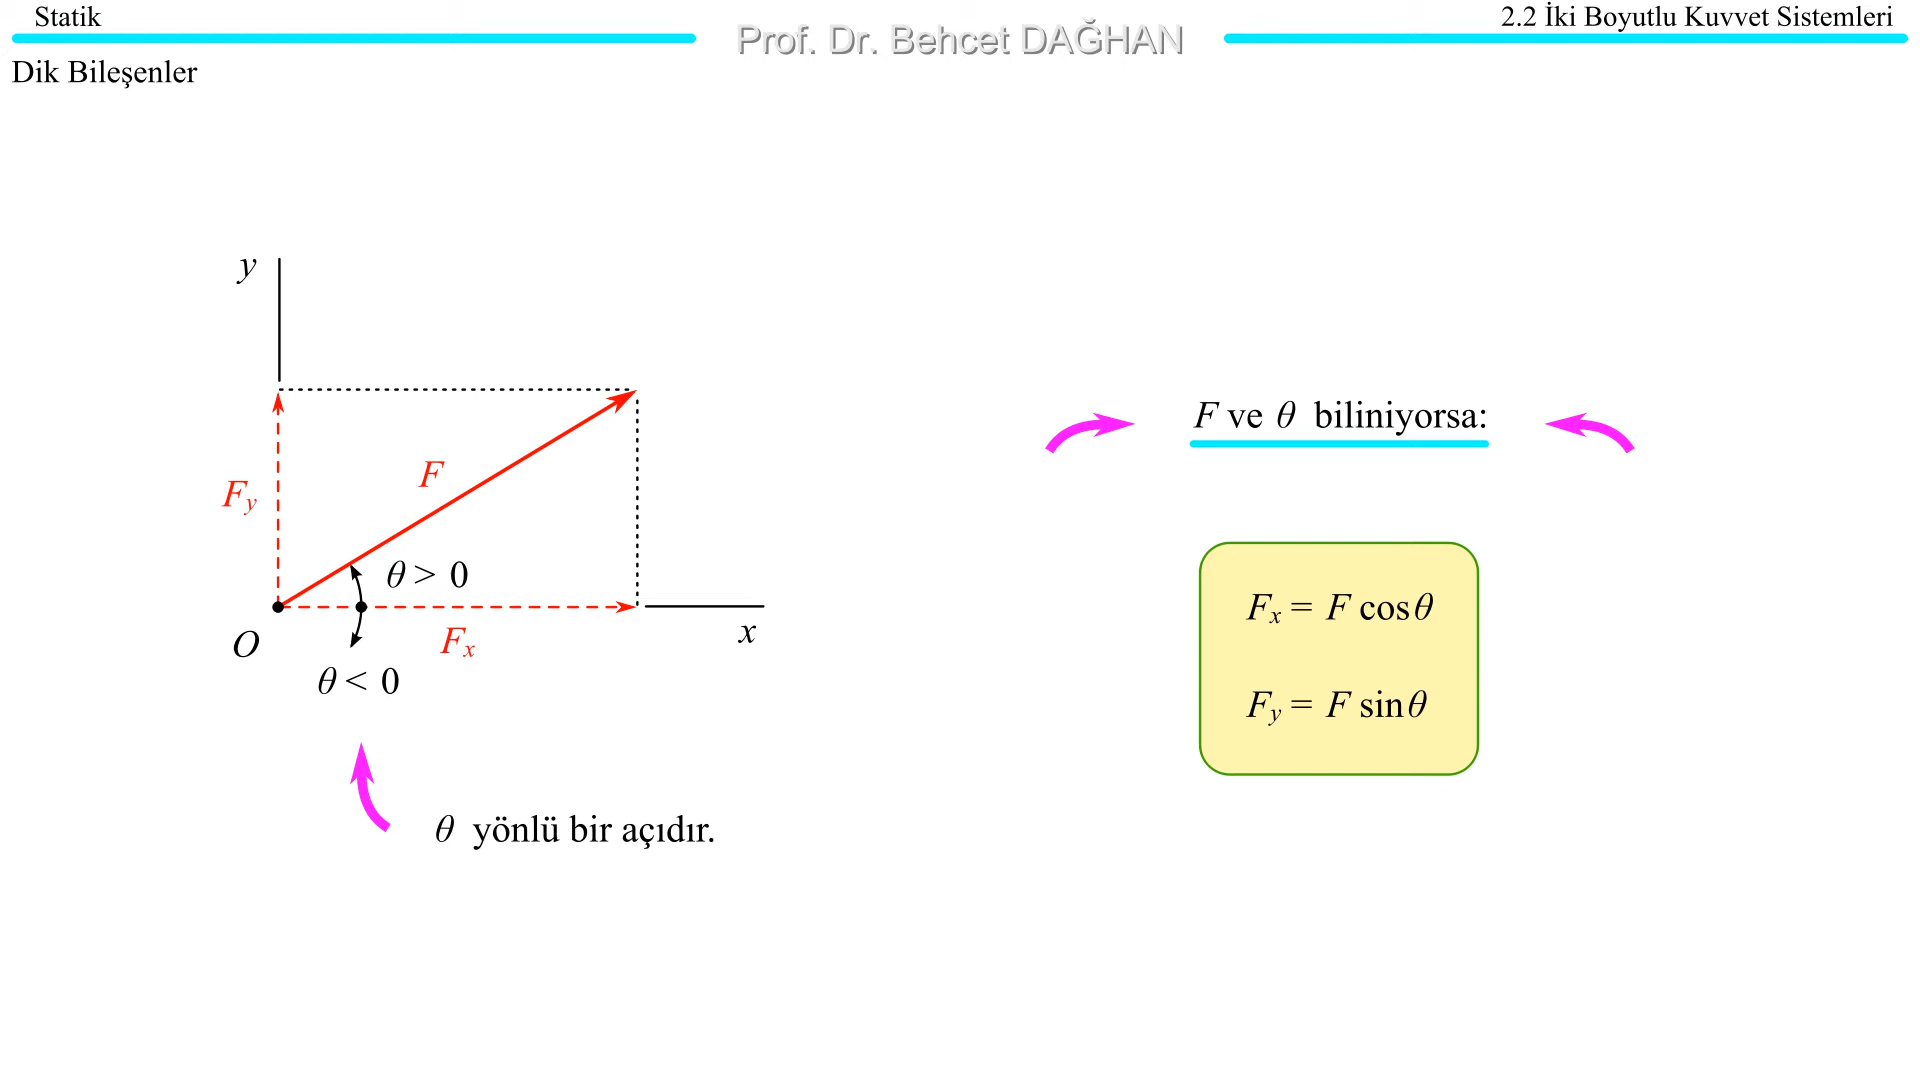 Statik
Prof. Dr. Behcet DAĞHAN
2.2 İki Boyutlu Kuvvet Sistemleri
Dik Bileşenler
y
F
Fy
θ > 0
O
Fx
x
θ < 0
θ yönlü bir açıdır.
F ve θ biliniyorsa:
Fx = F cosθ
Fy = F sinθ